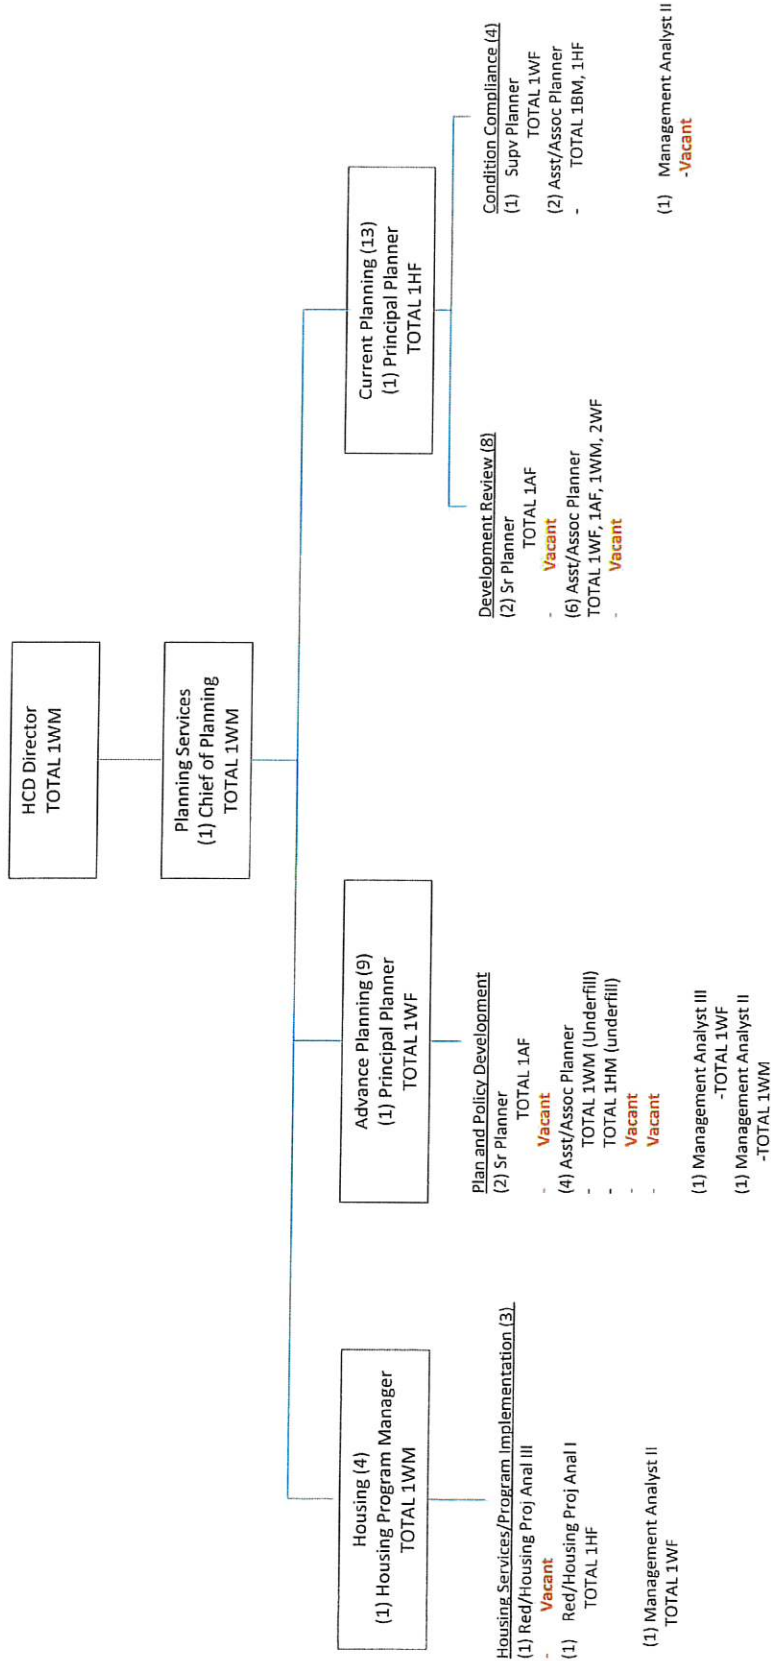 HCD Director
TOTAL 1WM
Planning Services
(1) Chief of Planning
TOTAL 1WM
Housing (4)
(1) Housing Program Manager
TOTAL 1WM
Housing Services/Program Implementation (3)
(1) Red/Housing Proj Anal III
- Vacant
(1) Red/Housing Proj Anal I
TOTAL 1HF
(1) Management Analyst II
TOTAL 1WF
Advance Planning (9)
(1) Principal Planner
TOTAL 1WF
Plan and Policy Development
(2) Sr Planner
TOTAL 1AF
- Vacant
(4) Asst/Assoc Planner
- TOTAL 1WM (Underfill)
- TOTAL 1HM (underfill)
- Vacant
- Vacant
(1) Management Analyst III
-TOTAL 1WF
(1) Management Analyst II
-TOTAL 1WM
Current Planning (13)
(1) Principal Planner
TOTAL 1HF
Development Review (8)
(2) Sr Planner
TOTAL 1AF
- Vacant
(6) Asst/Assoc Planner
TOTAL 1WF, 1AF, 1WM, 2WF
- Vacant
Condition Compliance (4)
(1) Supv Planner
TOTAL 1WF
(2) Asst/Assoc Planner
- TOTAL 1BM, 1HF
(1) Management Analyst II
-Vacant